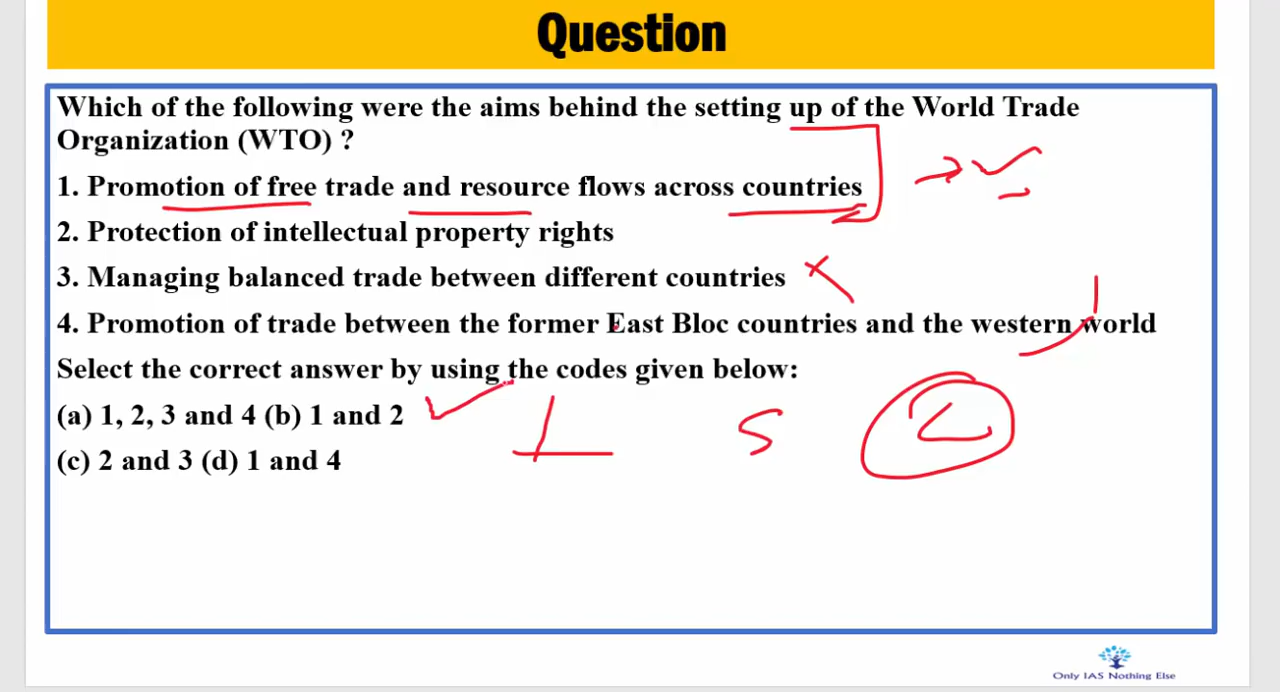 Question
Which of the following were the aims behind the setting up of the World Trade
Organization (WTO) ?
1. Promotion of free trade and resource flows across countries
2. Protection of intellectual property rights
3. Managing balanced trade between different countries
4. Promotion of trade between the former East Bloc countries and the western world
Select the correct answer by using the codes given below:
(a) 1, 2, 3 and 4 (b) 1 and 2
(c) 2 and 3 (d) 1 and 4
Only IAS Nothing Else